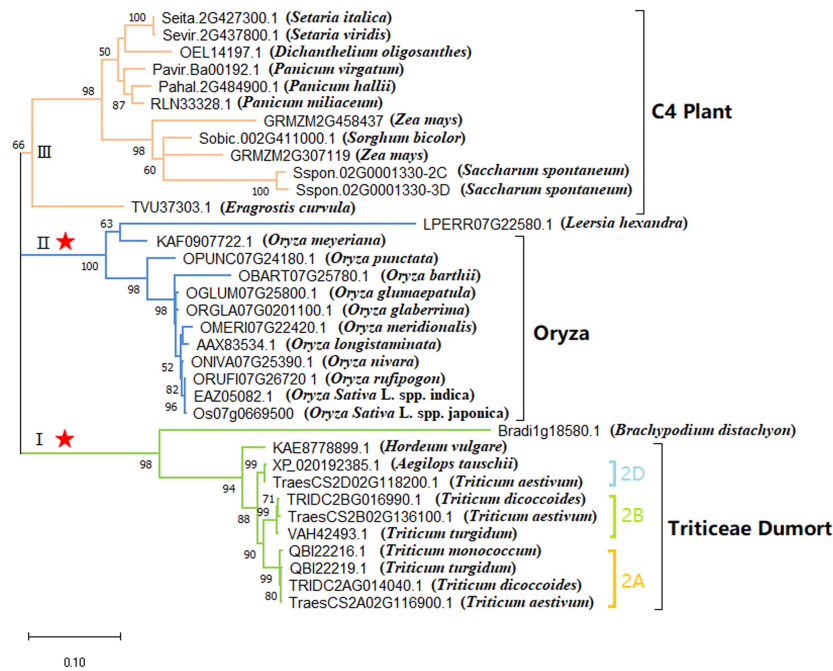 100 Seita.2G427300.1 (Setaria italica)
Sevir.2G437800.1 (Setaria viridis)
50 OEL14197.1 (Dichanthelium oligosanthes)
Pavir.Ba00192.1 (Panicum virgatum)
98 Pahal.2G484900.1 (Panicum hallii)
87 RLN33328.1 (Panicum miliaceum)
GRMZM2G458437 (Zea mays)
C4 Plant
Sobic.002G411000.1 (Sorghum bicolor)
66 III 98 GRMZM2G307119 (Zea mays)
60 Sspon.02G0001330-2C (Saccharum spontaneum)
100 Sspon.02G0001330-3D (Saccharum spontaneum)
TVU37303.1 (Eragrostis curvula)
63 LPERR07G22580.1 (Leersia hexandra)
II KAF0907722.1 (Oryza meyeriana)
100 OPUNC07G24180.1 (Oryza punctata)
98 OBART07G25780.1 (Oryza barthii)
98 OGLUM07G25800.1 (Oryza glumaepatula)
ORGLA07G0201100.1 (Oryza glaberrima)
OMERI07G22420.1 (Oryza meridionalis)
Oryza
AAX83534.1 (Oryza longistaminata)
52 ONIVA07G25390.1 (Oryza nivara)
82 ORUFI07G26720.1 (Oryza rufipogon)
EAZ05082.1 (Oryza Sativa L. spp. indica)
96 Os07g0669500 (Oryza Sativa L. spp. japonica)
I Bradi1g18580.1 (Brachypodium distachyon)
98 KAE8778899.1 (Hordeum vulgare)
99 XP_020192385.1 (Aegilops tauschii)
2D
94 TraesCS2D02G118200.1 (Triticum aestivum)
71 TRIDC2BG016990.1 (Triticum dicoccoides)
88 99 TraesCS2B02G136100.1 (Triticum aestivum) 2B
VAH42493.1 (Triticum turgidum)
Triticeae Dumort
90 QBI22216.1 (Triticum monococcum)
QBI22219.1 (Triticum turgidum)
2A
99 TRIDC2AG014040.1 (Triticum dicoccoides)
80 TraesCS2A02G116900.1 (Triticum aestivum)
0.10